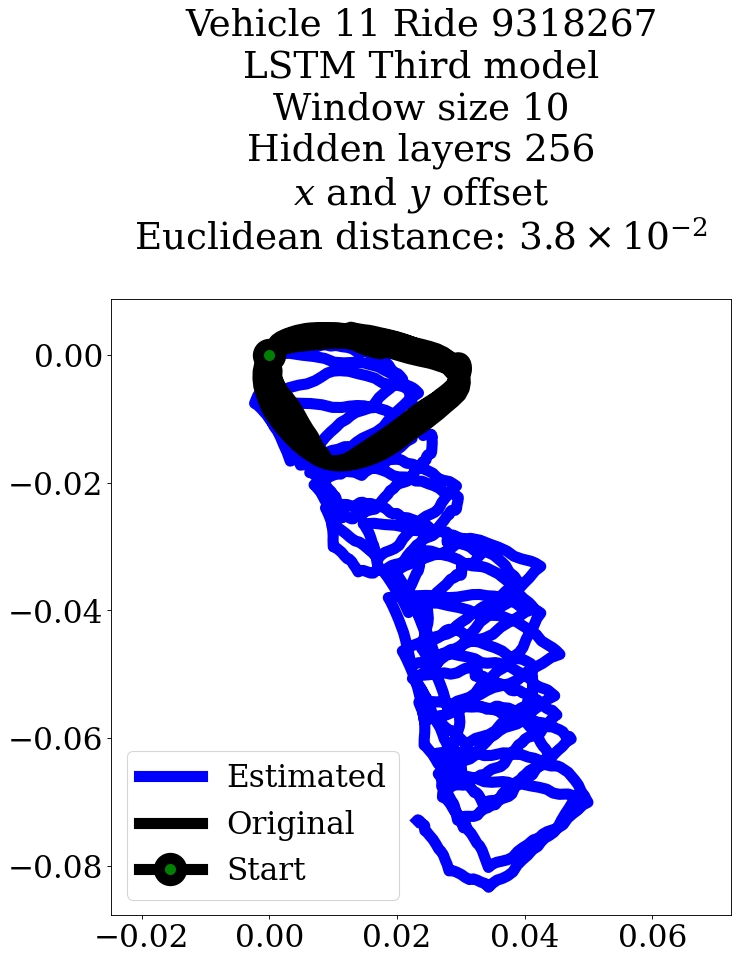 Vehicle 11 Ride 9318267
LSTM Third model
Window size 10
Hidden layers 256
x and y offset
Euclidean distance: 3.8 × 10⁻²
0.00
−0.02
−0.04
−0.06
−0.08
Estimated
Original
Start
−0.02 0.00 0.02 0.04 0.06